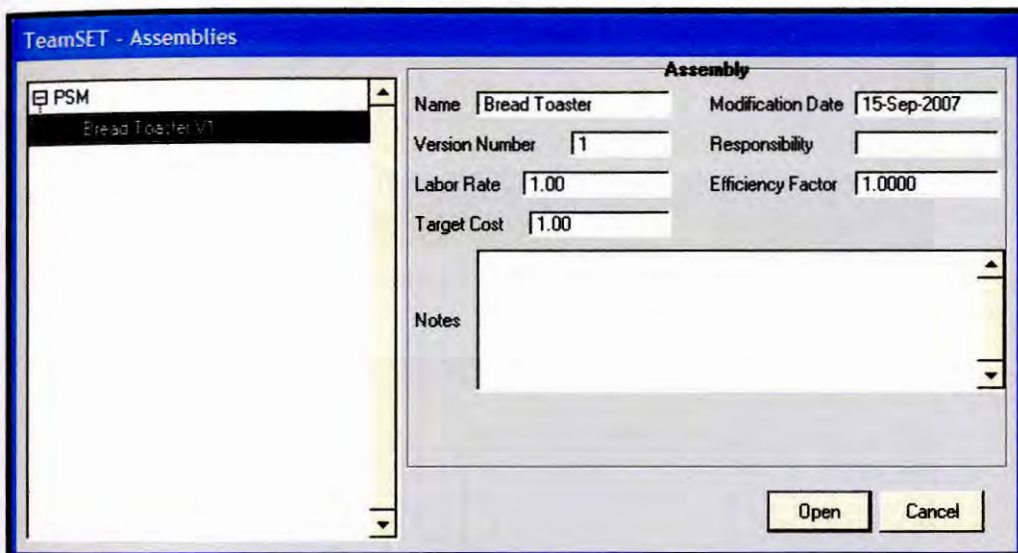 TeamSET - Assemblies
PSM
Bread Toaster V1
Assembly
Name Bread Toaster Modification Date 15-Sep-2007
Version Number 1 Responsibility
Labor Rate 1.00 Efficiency Factor 1.0000
Target Cost 1.00
Notes
Open Cancel